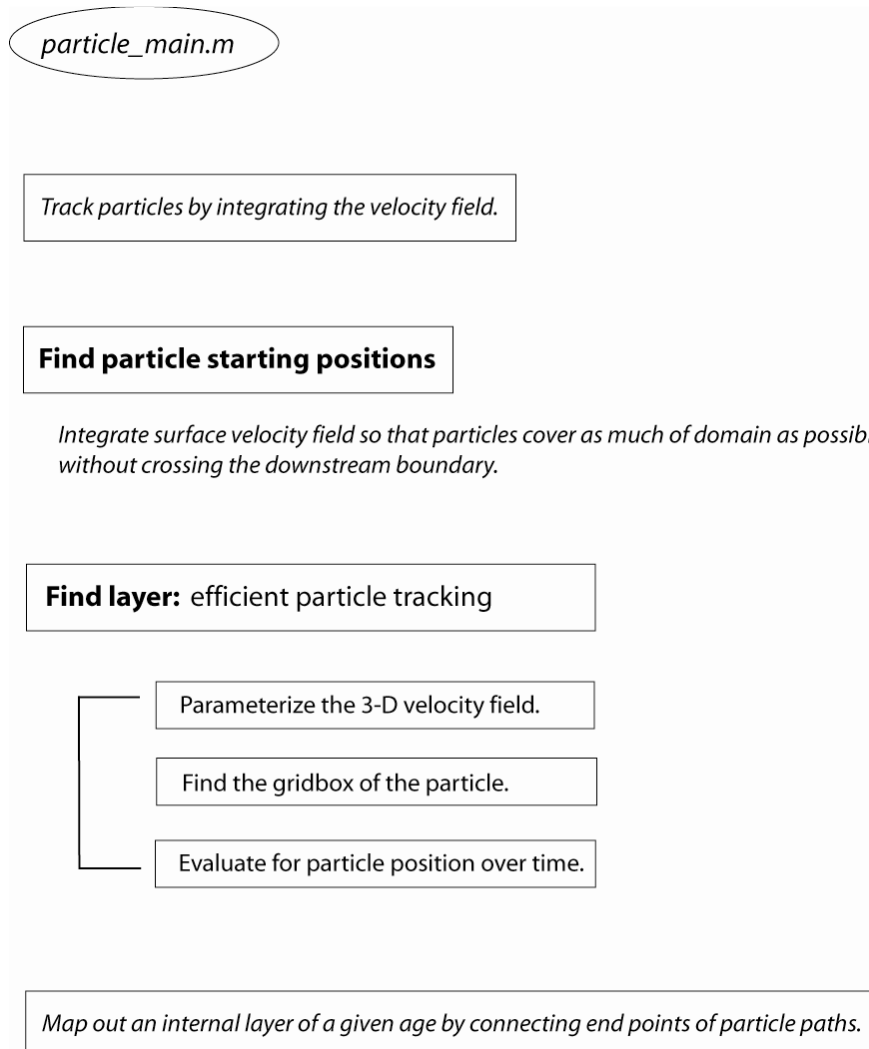 particle_main.m
Track particles by integrating the velocity field.
Find particle starting positions
Integrate surface velocity field so that particles cover as much of domain as possibl
without crossing the downstream boundary.
Find layer: efficient particle tracking
Parameterize the 3-D velocity field.
Find the gridbox of the particle.
Evaluate for particle position over time.
Map out an internal layer of a given age by connecting end points of particle paths.